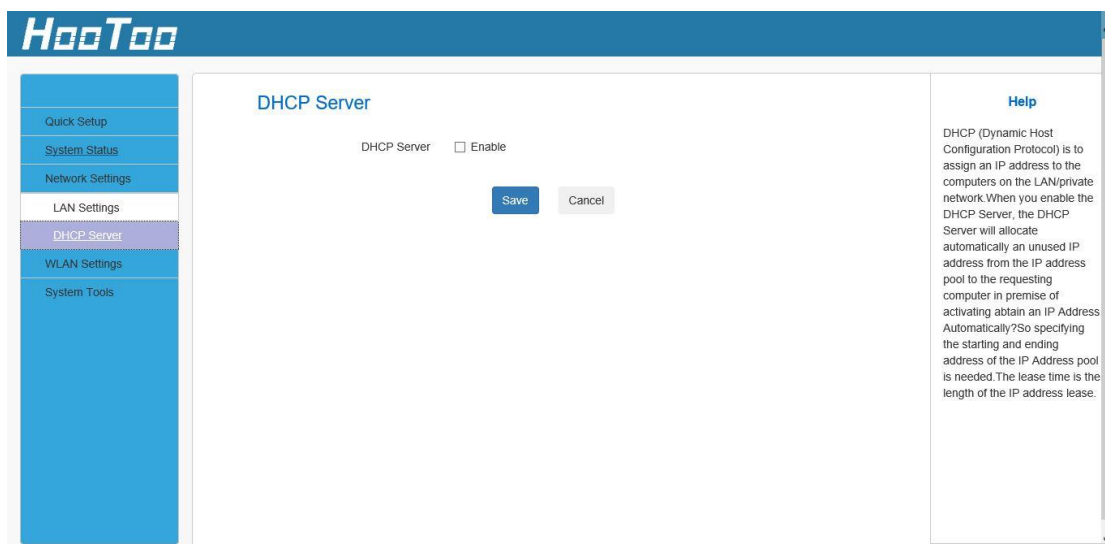 HooToo
Quick Setup
System Status
Network Settings
LAN Settings
DHCP Server
WLAN Settings
System Tools
DHCP Server
DHCP Server Enable
Save Cancel
Help
DHCP (Dynamic Host
Configuration Protocol) is to
assign an IP address to the
computers on the LAN/private
network.When you enable the
DHCP Server, the DHCP
Server will allocate
automatically an unused IP
address from the IP address
pool to the requesting
computer in premise of
activating abtain an IP Address
Automatically?So specifying
the starting and ending
address of the IP Address pool
is needed.The lease time is the
length of the IP address lease.